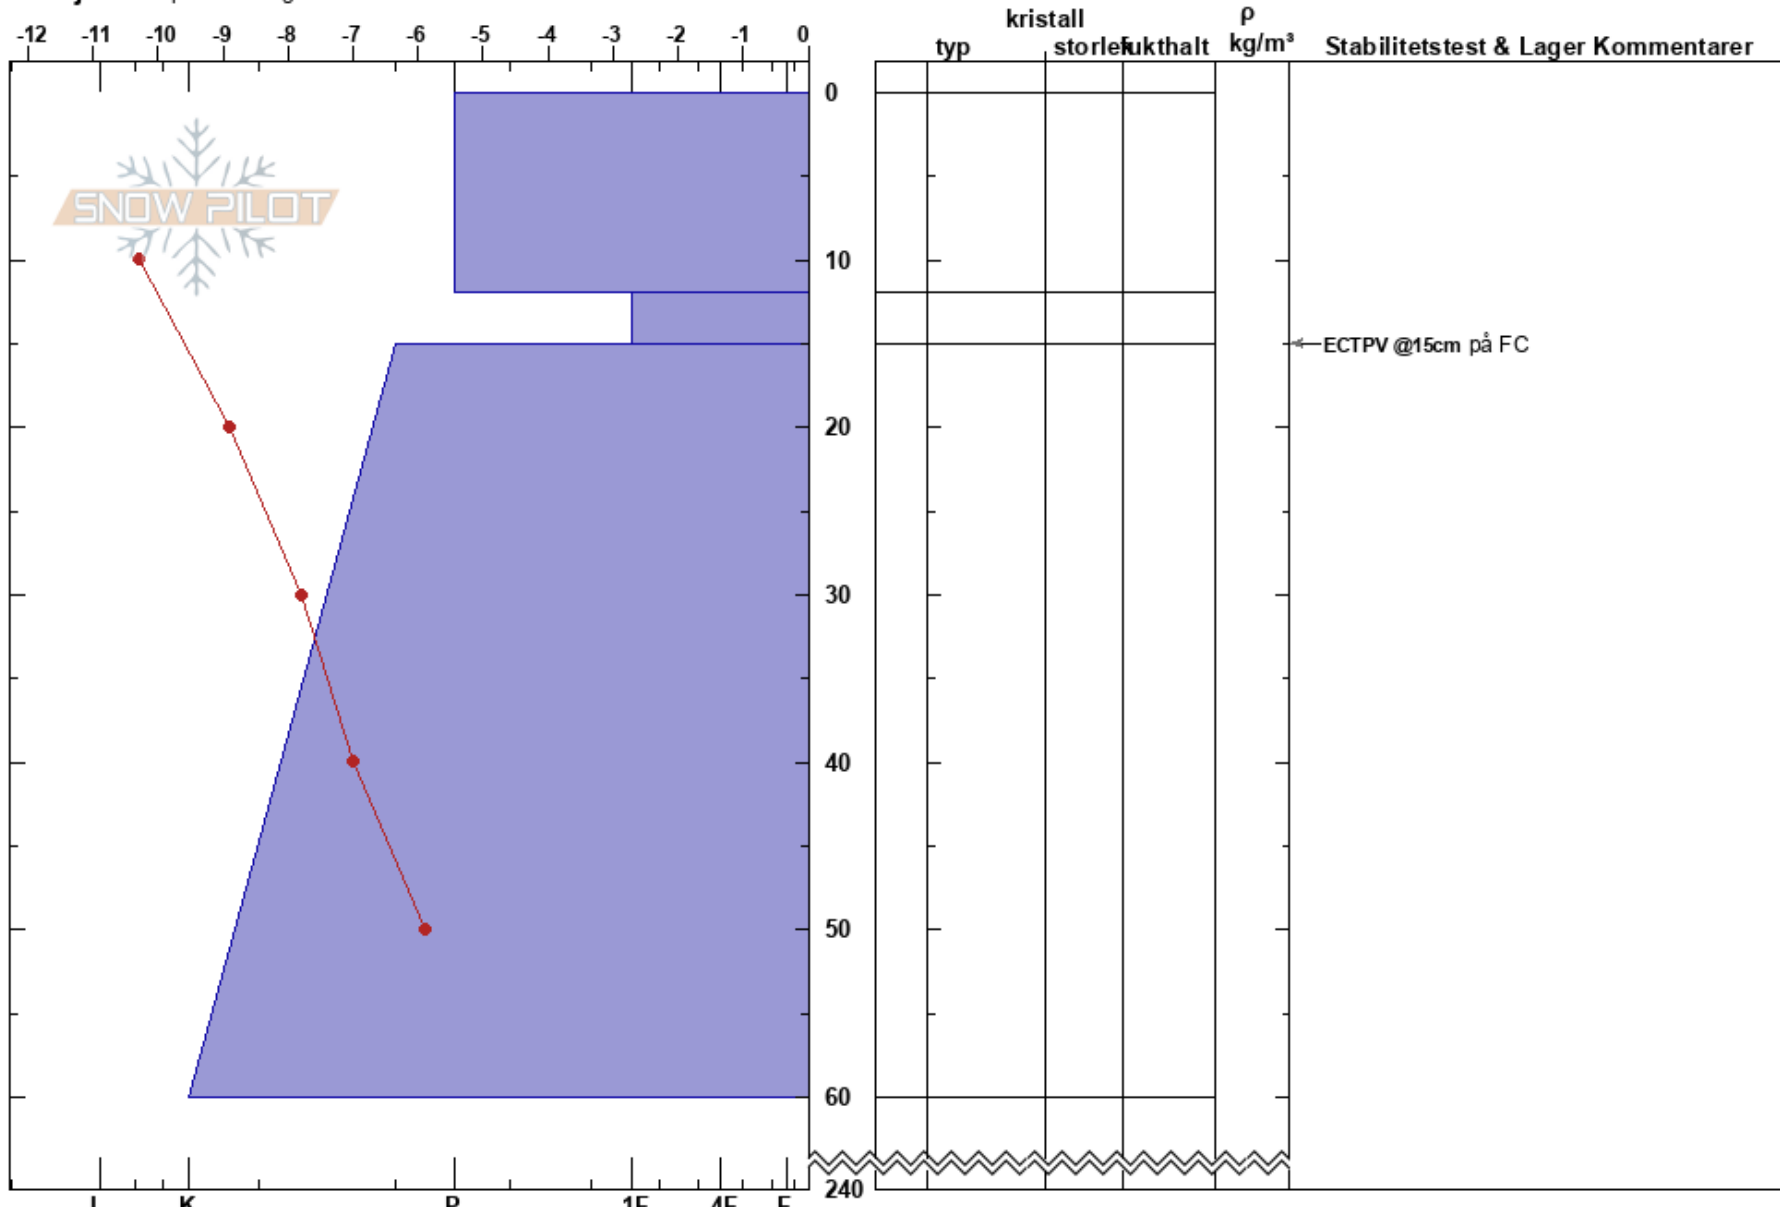 -12 -11 -10 -9 -8 -7 -6 -5 -4 -3 -2 -1 0
kristall
typ storlek fukthalt
ρ
kg/m³
Stabilitetstest & Lager Kommentarer
SNOW PILOT
0
10
ECTPV @15cm på FC
20
30
40
50
60
240
I K P 1F 4F F